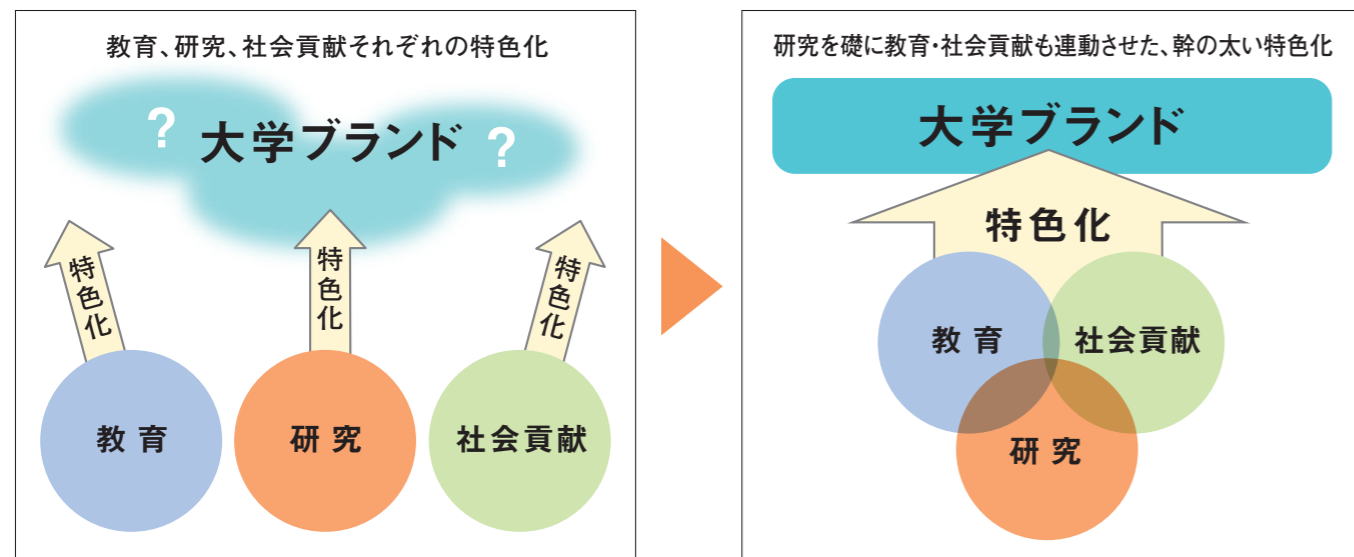 教育、研究、社会貢献それぞれの特色化
? 大学ブランド ?
特色化
特色化
特色化
教育
研究
社会貢献
研究を礎に教育・社会貢献も連動させた、幹の太い特色化
大学ブランド
特色化
教育
社会貢献
研究